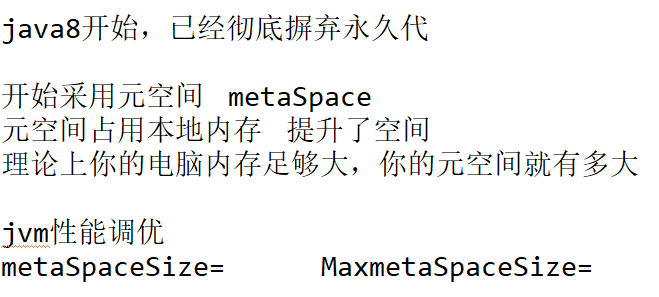 java8开始，已经彻底摒弃永久代
开始采用元空间 metaSpace
元空间占用本地内存 提升了空间
理论上你的电脑内存足够大，你的元空间就有多大
jvm性能调优
metaSpaceSize= MaxmetaSpaceSize=